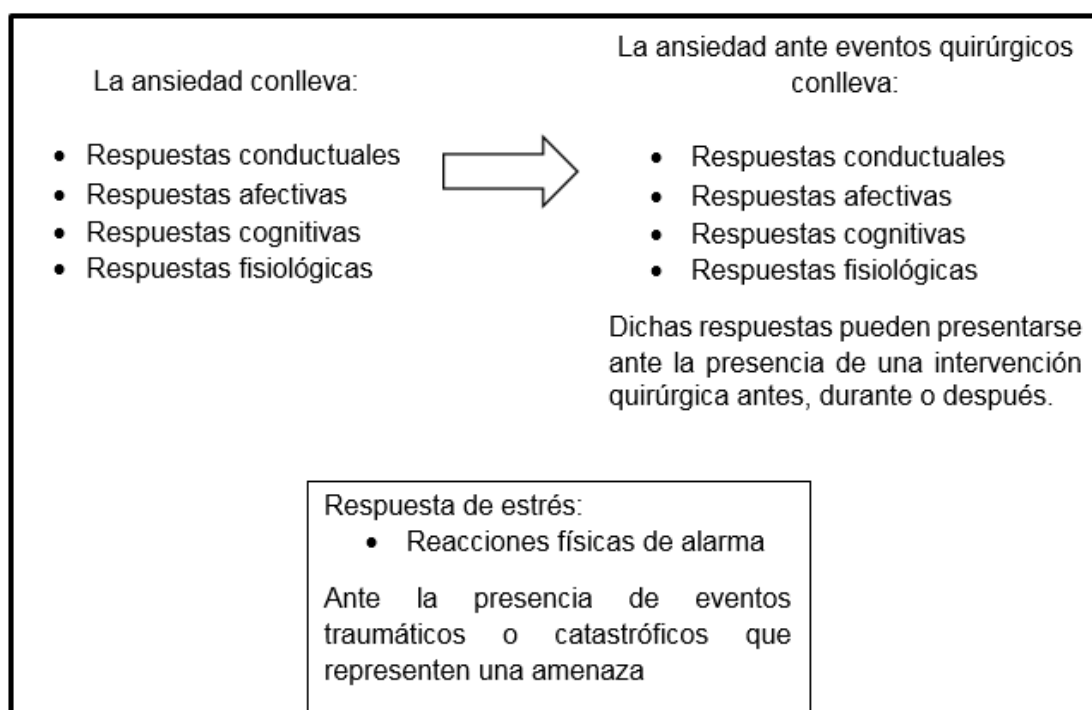 La ansiedad conlleva:
• Respuestas conductuales
• Respuestas afectivas
• Respuestas cognitivas
• Respuestas fisiológicas
La ansiedad ante eventos quirúrgicos
conlleva:
• Respuestas conductuales
• Respuestas afectivas
• Respuestas cognitivas
• Respuestas fisiológicas
Dichas respuestas pueden presentarse
ante la presencia de una intervención
quirúrgica antes, durante o después.
Respuesta de estrés:
• Reacciones físicas de alarma
Ante la presencia de eventos
traumáticos o catastróficos que
representen una amenaza